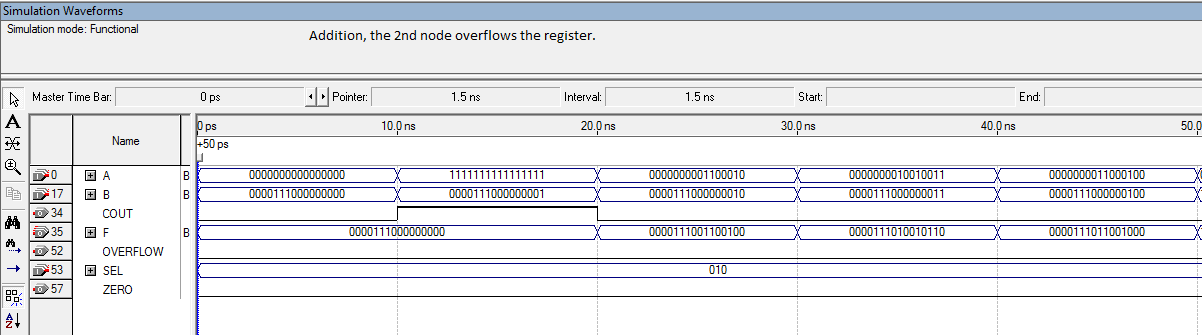 Simulation Waveforms
Simulation mode: Functional
Addition, the 2nd node overflows the register.
Master Time Bar: 0 ps Pointer: 1.5 ns Interval: 1.5 ns Start: End:
0 ps 10.0 ns 20.0 ns 30.0 ns 40.0 ns 50.0
Name +50 ps
0 A B 0000000000000000 1111111111111111 0000000001100010 0000000010010011 0000000011000100
17 B B 0000111000000000 0000111000000001 0000111000000010 0000111000000011 0000111000000100
34 COUT
35 F B 0000111000000000 0000111001100100 0000111010010110 0000111011001000
52 OVERFLOW
53 SEL 010
57 ZERO